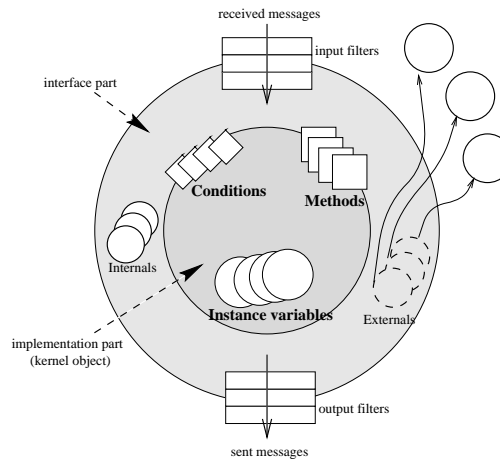 received messages
input filters
interface part
Conditions
Methods
Internals
Externals
Instance variables
implementation part
(kernel object)
output filters
sent messages